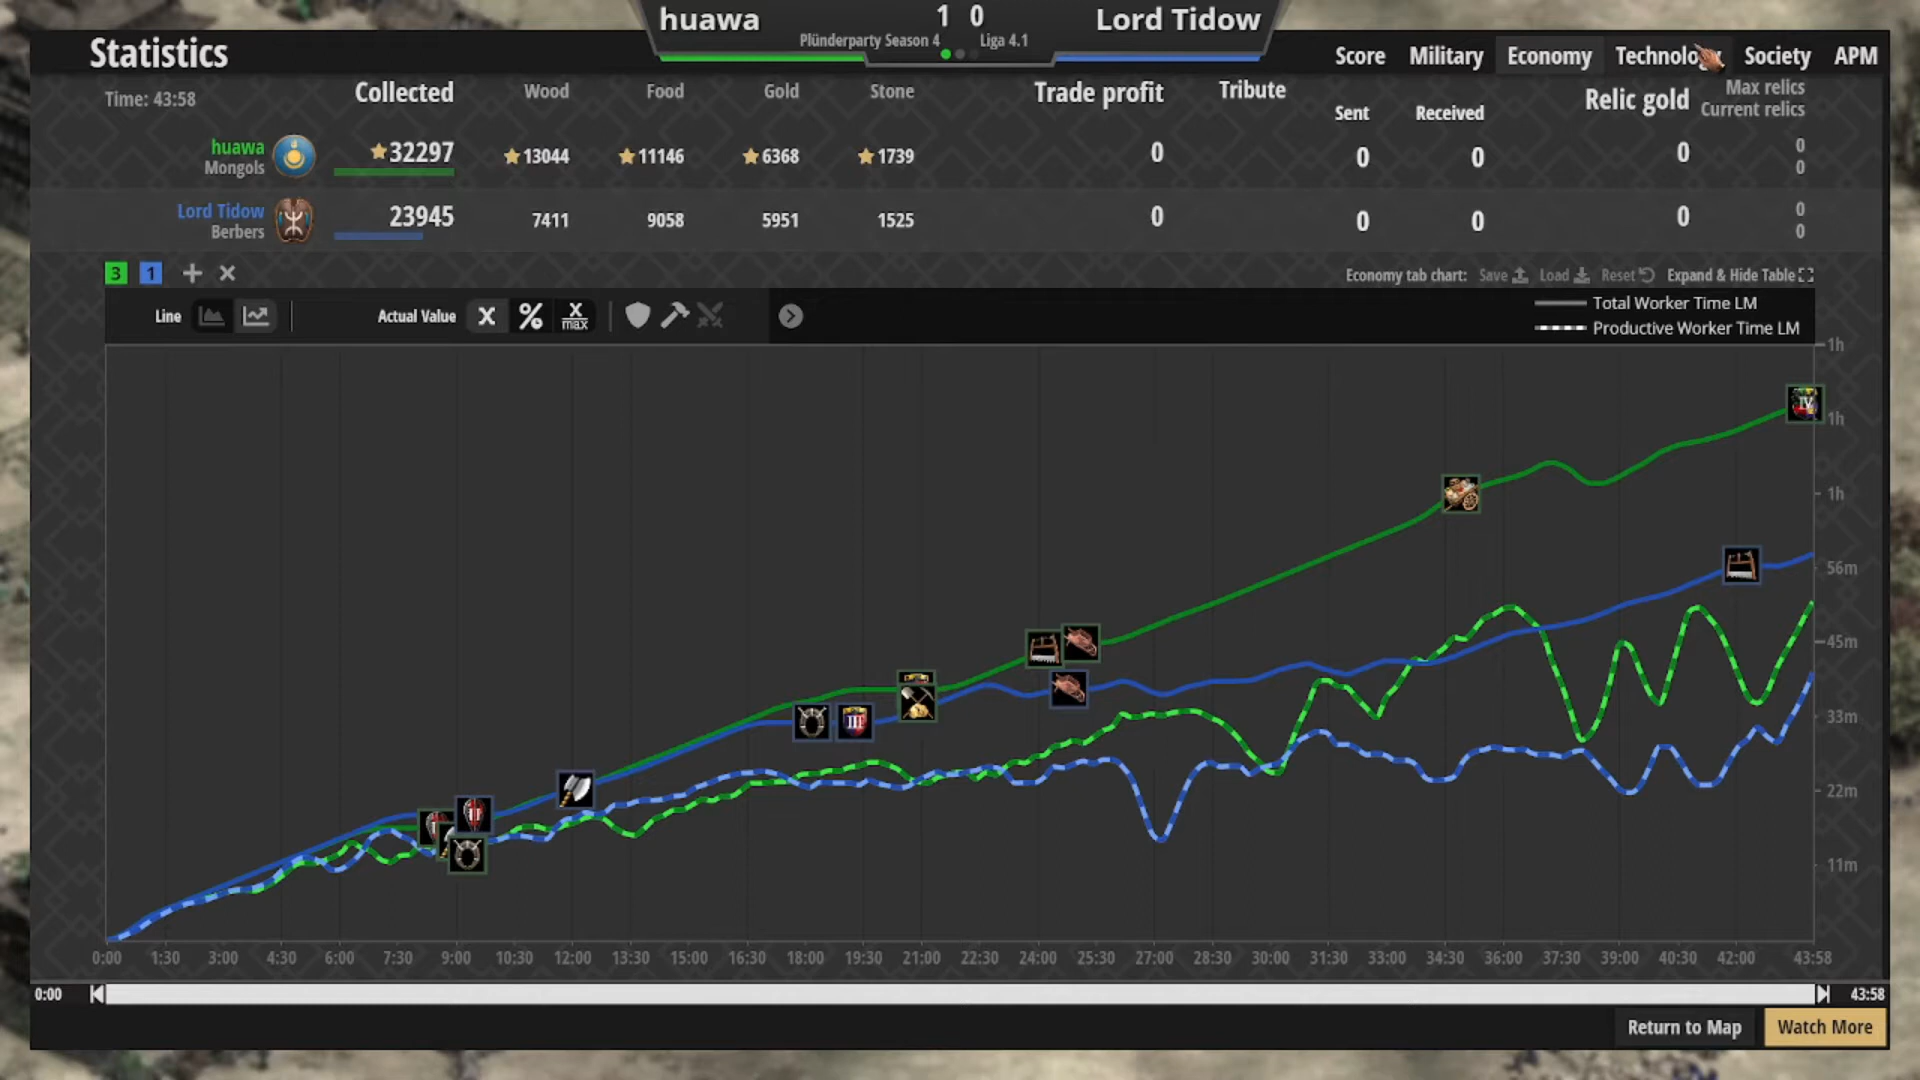 huawa 1 0 Lord Tidow
Plünderparty Season 4 Liga 4.1
Statistics
Score Military Economy Technology Society APM
Time: 43:58
Collected Wood Food Gold Stone Trade profit Tribute Sent Received Relic gold Max relics
Current relics
huawa
Mongols
32297 13044 11146 6368 1739 0 0 0 0 0
0
Lord Tidow
Berbers
23945 7411 9058 5951 1525 0 0 0 0 0
0
3 1
Economy tab chart: Save Load Reset Expand & Hide Table
Line Actual Value X % X
max
Total Worker Time LM
Productive Worker Time LM
1h
IV
1h
1h
56m
45m
33m
III
22m
11m
0:00 1:30 3:00 4:30 6:00 7:30 9:00 10:30 12:00 13:30 15:00 16:30 18:00 19:30 21:00 22:30 24:00 25:30 27:00 28:30 30:00 31:30 33:00 34:30 36:00 37:30 39:00 40:30 42:00 43:58
0:00 43:58
Return to Map Watch More